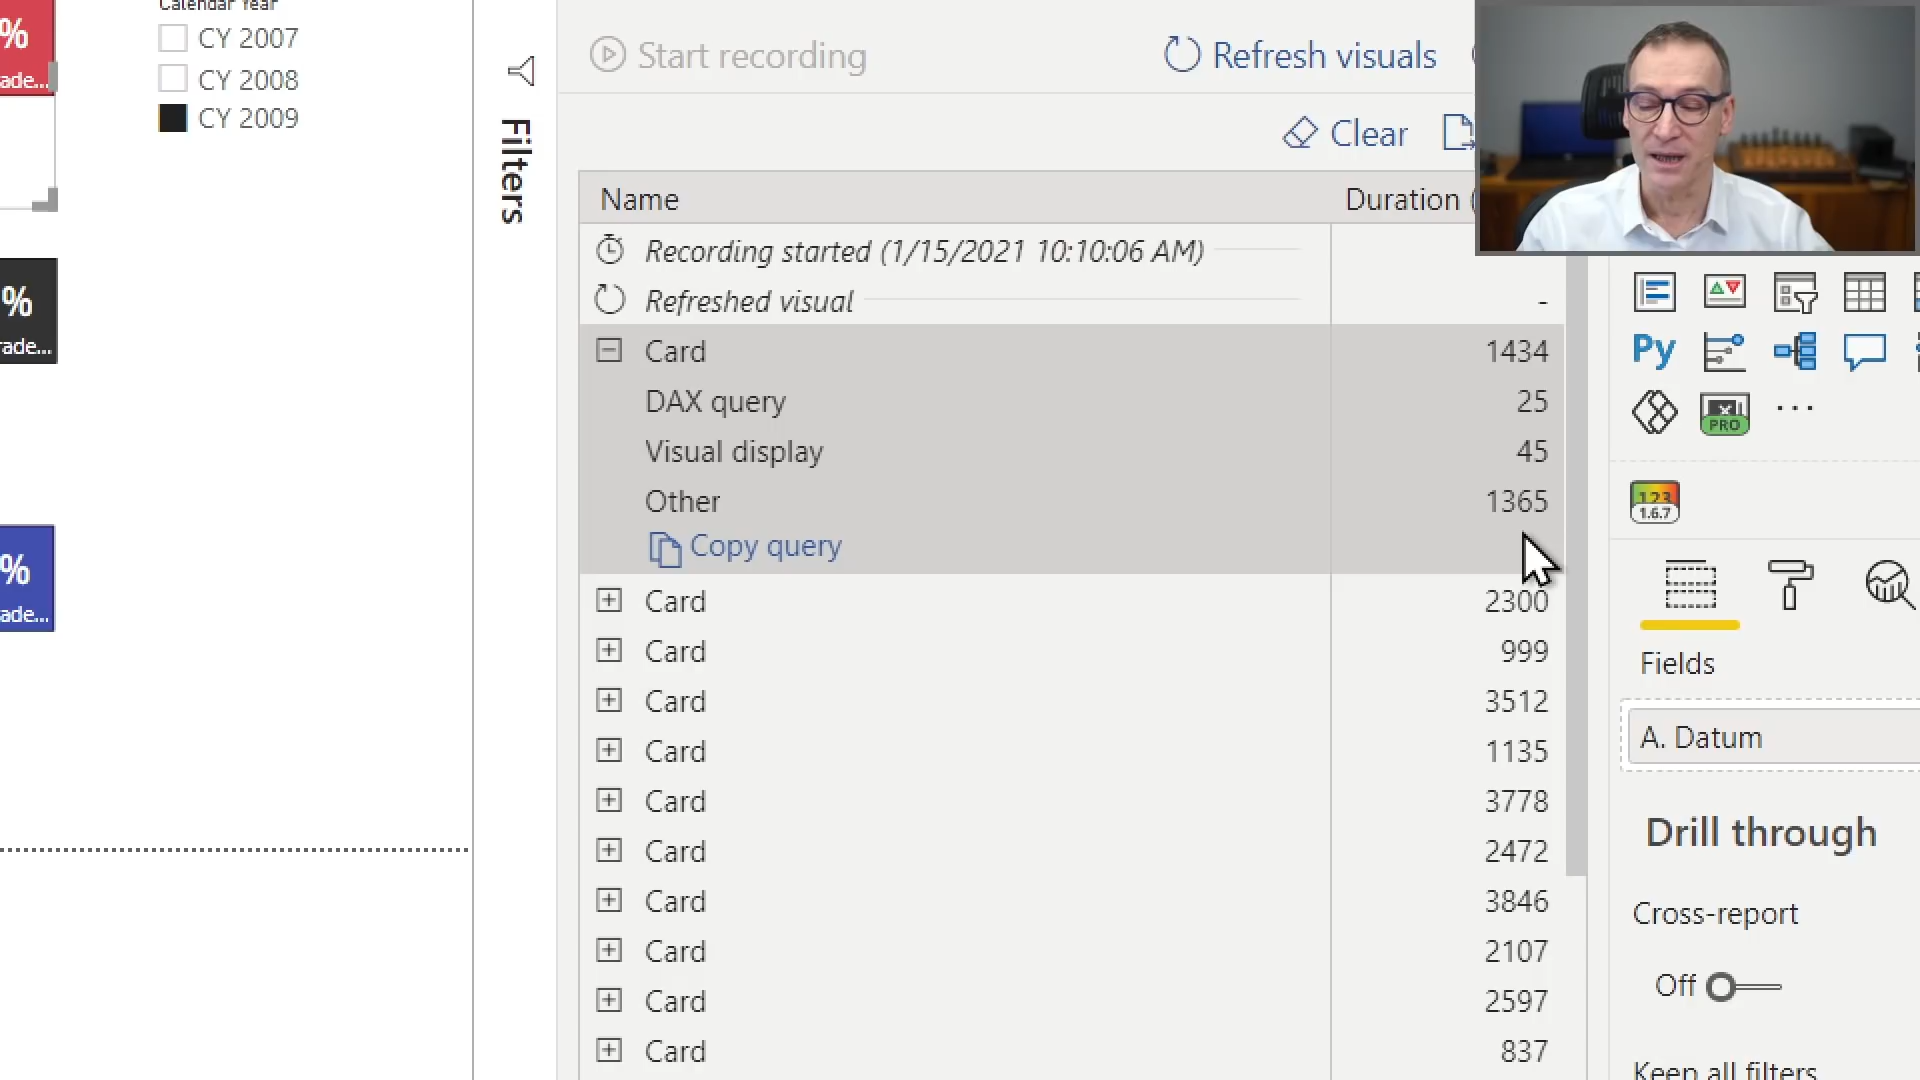 %
ade...
Calendar Year
CY 2007
CY 2008
CY 2009
%
rade...
%
ade...
Filters
Start recording
Refresh visuals
Clear
Name
Duration (
Recording started (1/15/2021 10:10:06 AM)
Refreshed visual
-
Card
1434
DAX query
25
Visual display
45
Other
1365
Copy query
Card
2300
Card
999
Card
3512
Card
1135
Card
3778
Card
2472
Card
3846
Card
2107
Card
2597
Card
837
Py
PRO
...
123
1.6.7
Fields
A. Datum
Drill through
Cross-report
Off
Keep all filters